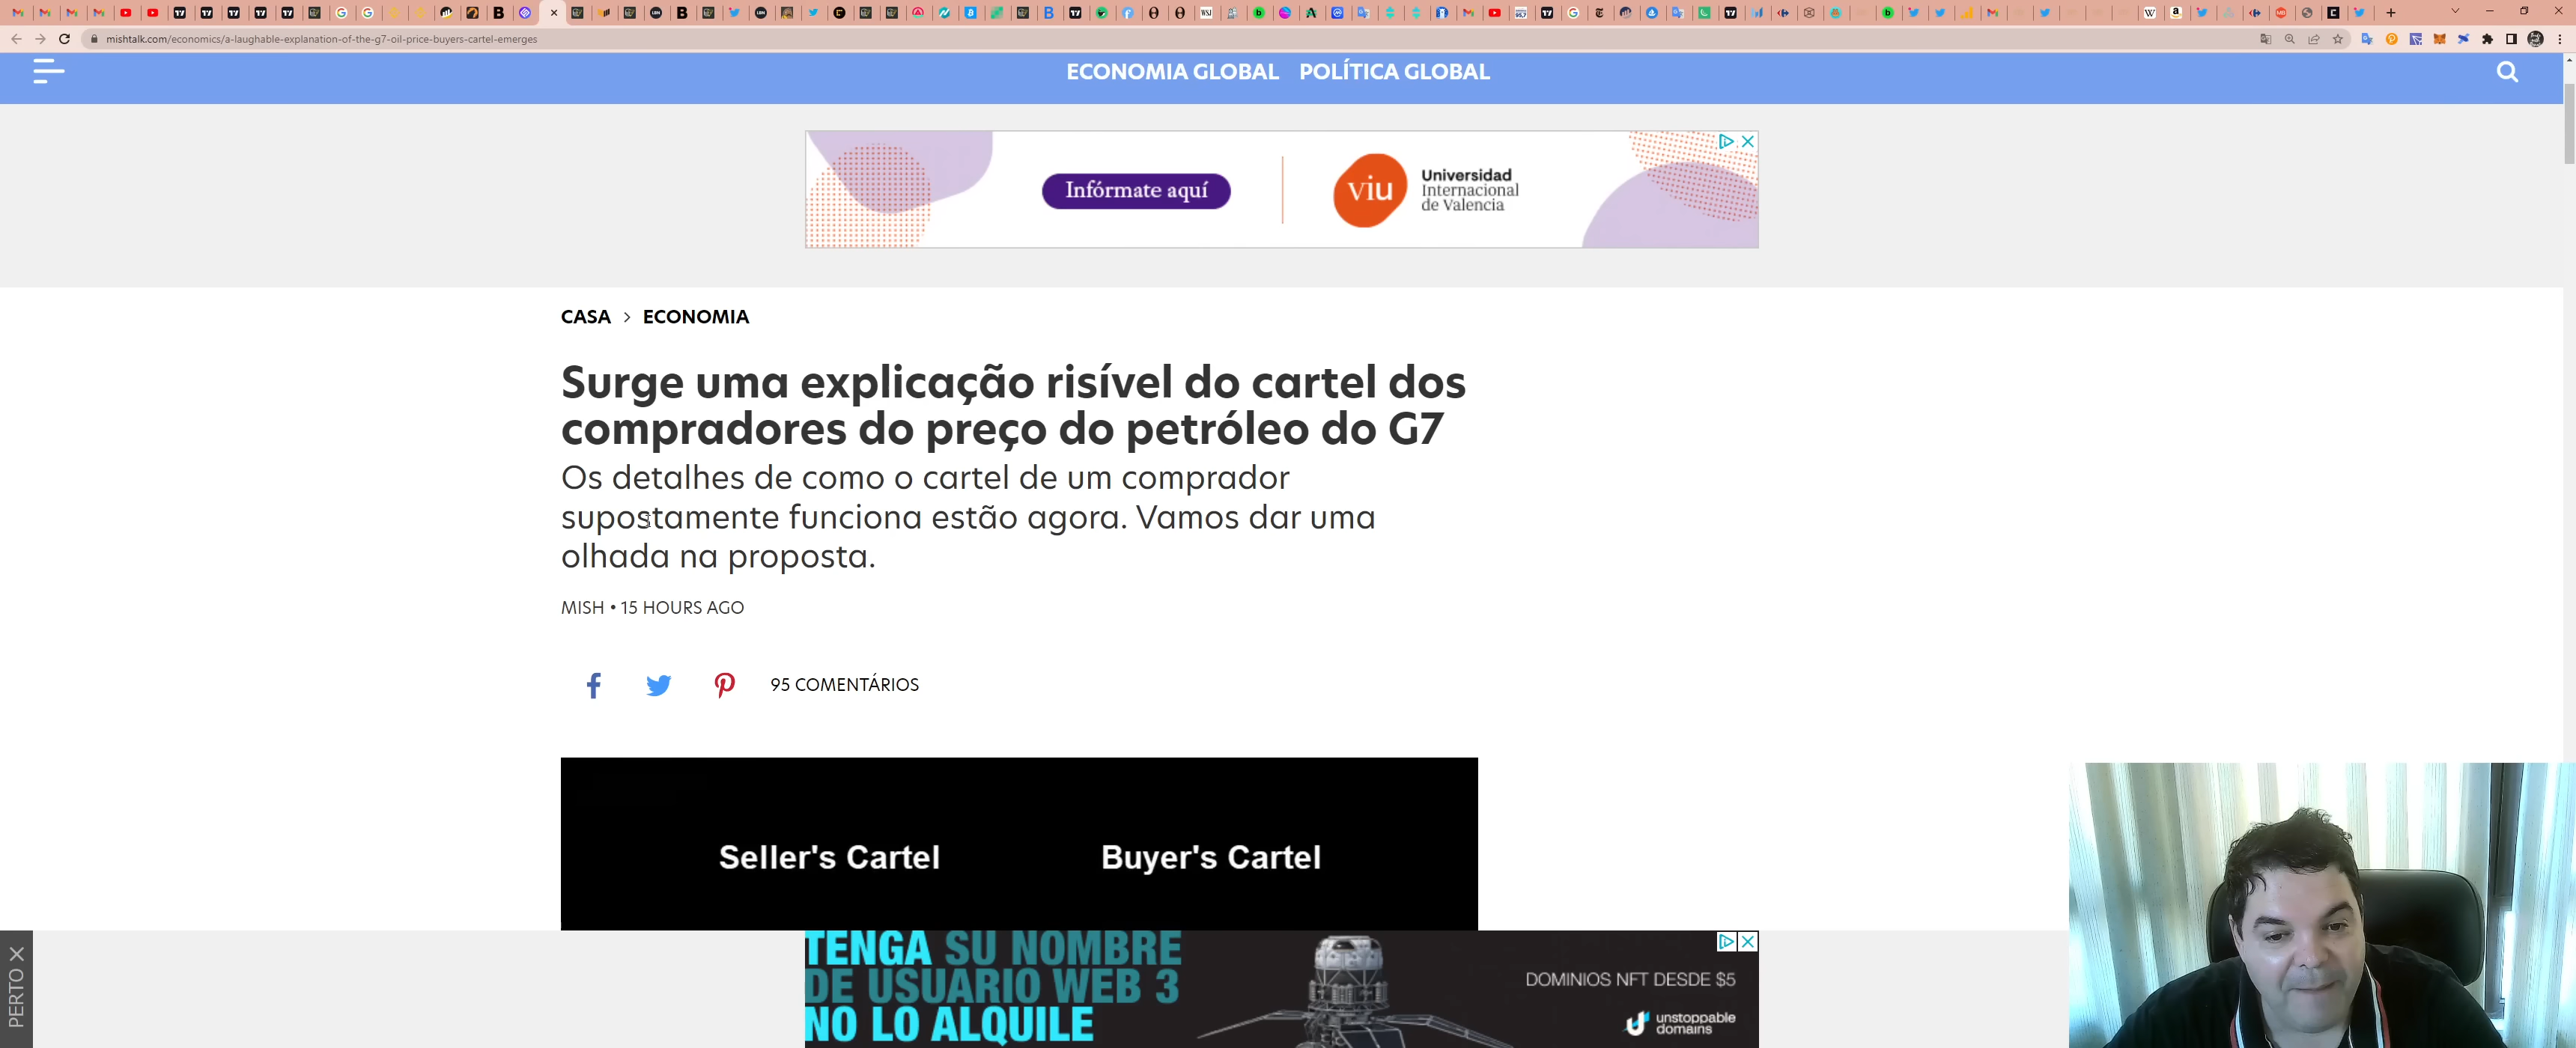 mishtalk.com/economics/a-laughable-explanation-of-the-g7-oil-price-buyers-cartel-emerges
ECONOMIA GLOBAL POLÍTICA GLOBAL
Infórmate aquí
viu
Universidad
Internacional
de Valencia
CASA > ECONOMIA
Surge uma explicação risível do cartel dos
compradores do preço do petróleo do G7
Os detalhes de como o cartel de um comprador
supostamente funciona estão agora. Vamos dar uma
olhada na proposta.
MISH • 15 HOURS AGO
95 COMENTÁRIOS
Seller's Cartel Buyer's Cartel
PERTO X
TENGA SU NOMBRE
DE USUARIO WEB 3
NO LO ALQUILE
DOMINIOS NFT DESDE $5
unstoppable
domains